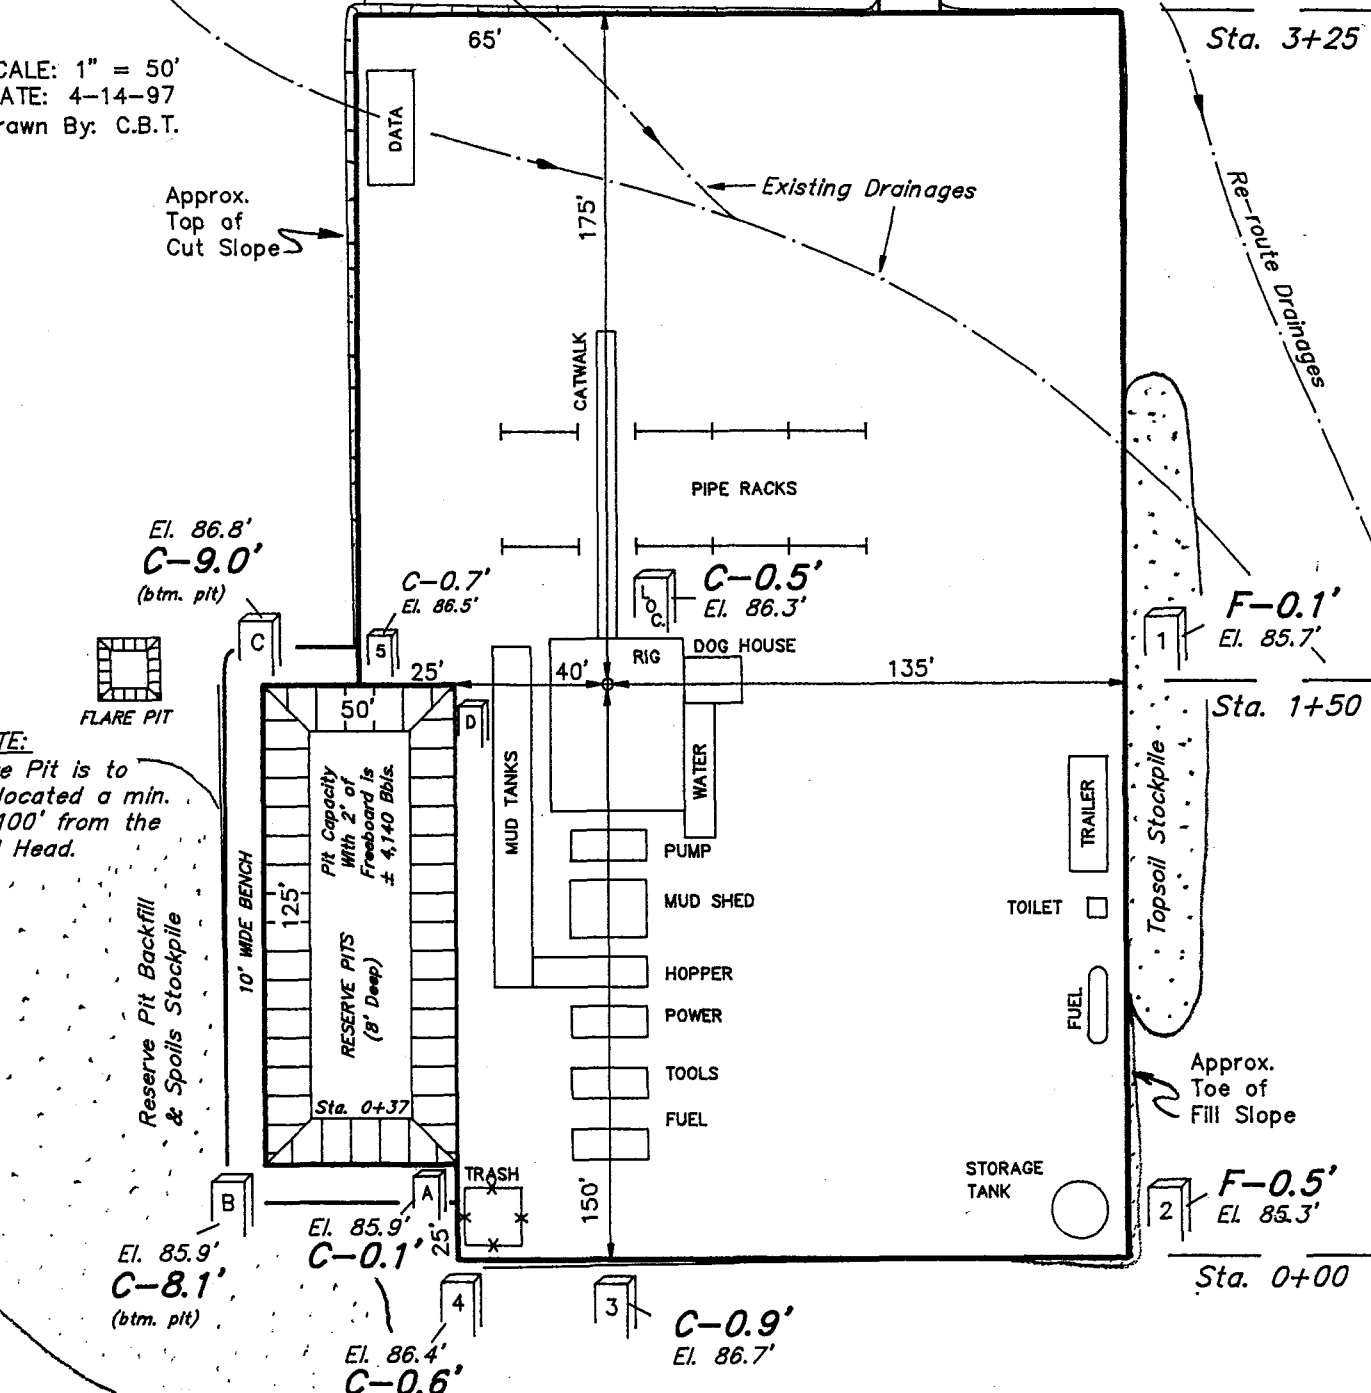 65'
Sta. 3+25
CALE: 1" = 50'
ATE: 4-14-97
rawn By: C.B.T.
DATA
Approx.
Top of
Cut Slope
175'
Existing Drainages
Re-route Drainages
CATWALK
PIPE RACKS
El. 86.8'
C-9.0'
(btm. pit)
C
C-0.7'
El. 86.5'
5
LOC.
C-0.5'
El. 86.3'
F-0.1'
El. 85.7'
1
RIG
DOG HOUSE
25'
40'
135'
Sta. 1+50
FLARE PIT
50'
D
TE:
e Pit is to
located a min.
100' from the
l Head.
MUD TANKS
WATER
Pit Capacity
With 2' of
Freeboard is
± 4,140 Bbls.
TRAILER
Topsoil Stockpile
PUMP
MUD SHED
TOILET
10' WIDE BENCH
125'
RESERVE PITS
(8' Deep)
Reserve Pit Backfill
& Spoils Stockpile
HOPPER
POWER
FUEL
TOOLS
FUEL
Approx.
Toe of
Fill Slope
Sta. 0+37
TRASH
STORAGE
TANK
B
A
150'
2
F-0.5'
El. 85.3'
El. 85.9'
C-0.1'
25'
El. 85.9'
C-8.1'
(btm. pit)
Sta. 0+00
4
3
C-0.9'
El. 86.7'
El. 86.4'
C-0.6'